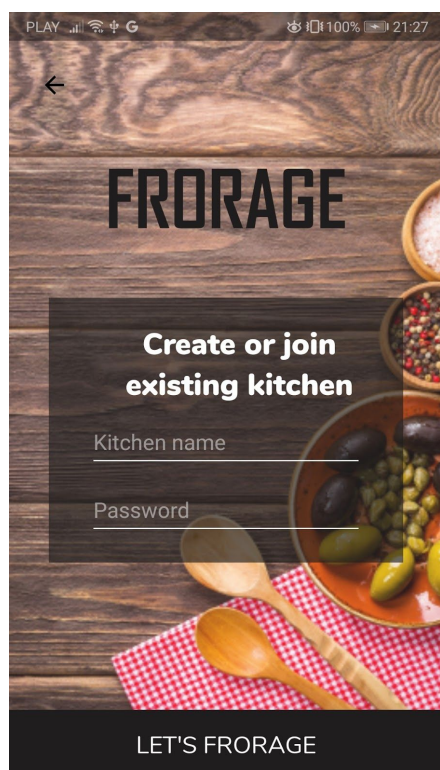 PLAY G 100% 21:27
FRORAGE
Create or join
existing kitchen
Kitchen name
Password
LET'S FRORAGE